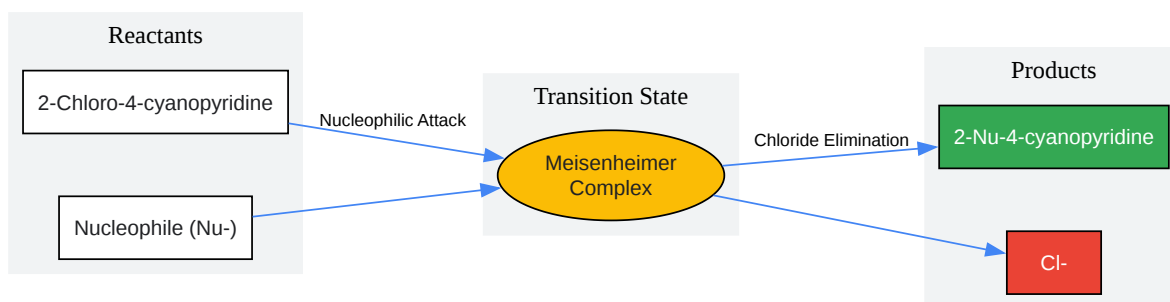 Reactants
2-Chloro-4-cyanopyridine
Nucleophile (Nu-)
Nucleophilic Attack
Transition State
Meisenheimer
Complex
Chloride Elimination
Products
2-Nu-4-cyanopyridine
Cl-